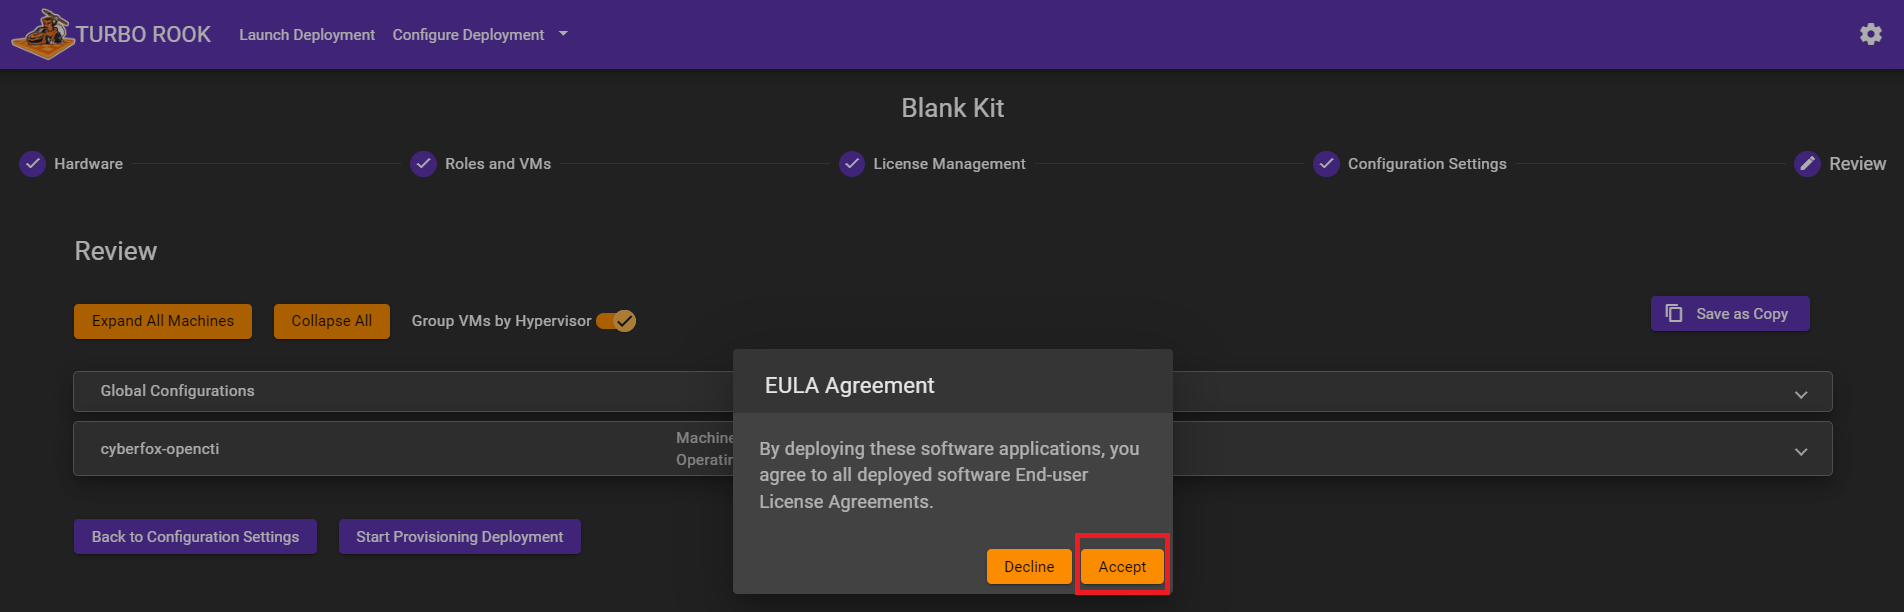 TURBO ROOK
Launch Deployment
Configure Deployment
Blank Kit
Hardware
Roles and VMs
License Management
Configuration Settings
Review
Review
Expand All Machines
Collapse All
Group VMs by Hypervisor
Save as Copy
Global Configurations
cyberfox-opencti
Machine
Operatin
EULA Agreement
By deploying these software applications, you
agree to all deployed software End-user
License Agreements.
Decline
Accept
Back to Configuration Settings
Start Provisioning Deployment